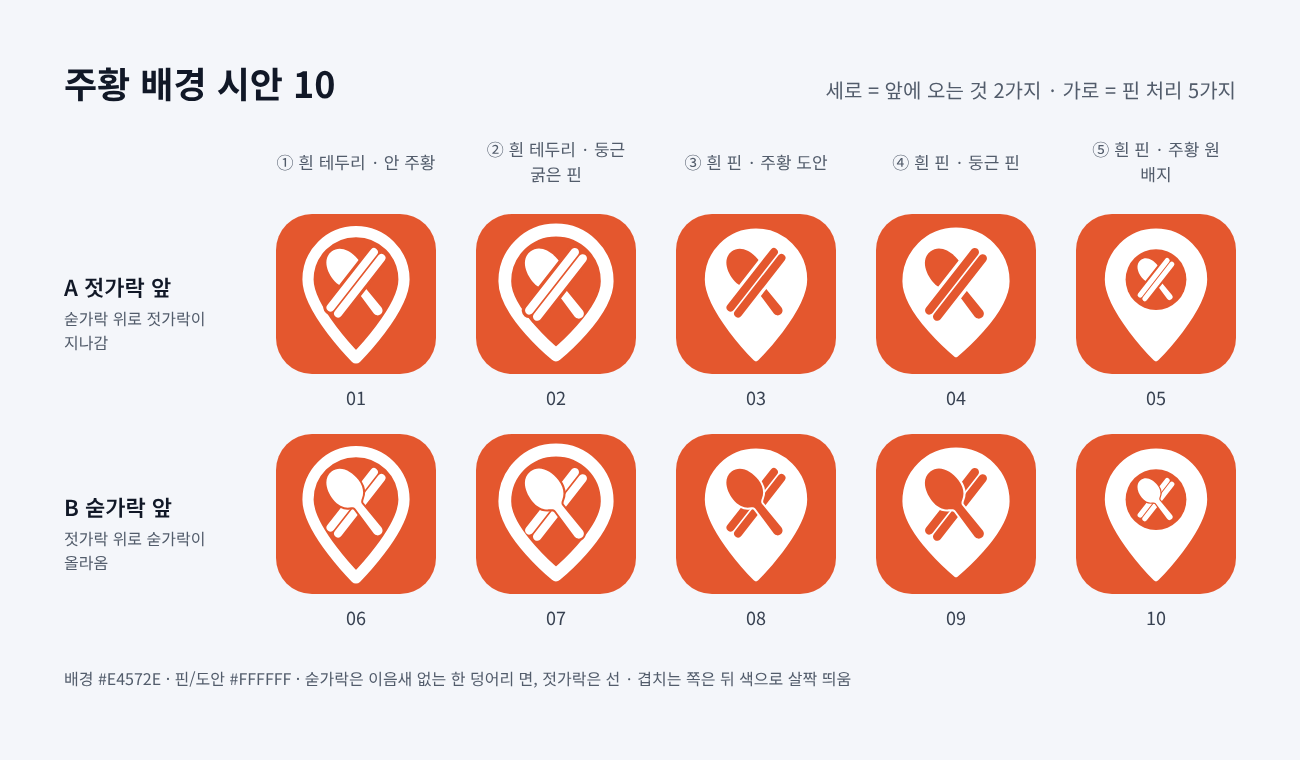 주황 배경 시안 10
세로 = 앞에 오는 것 2가지 · 가로 = 핀 처리 5가지
① 흰 테두리 · 안 주황
② 흰 테두리 · 둥근
굵은 핀
③ 흰 핀 · 주황 도안
④ 흰 핀 · 둥근 핀
⑤ 흰 핀 · 주황 원
배지
A 젓가락 앞
숟가락 위로 젓가락이
지나감
01
02
03
04
05
B 숟가락 앞
젓가락 위로 숟가락이
올라옴
06
07
08
09
10
배경 #E4572E · 핀/도안 #FFFFFF · 숟가락은 이음새 없는 한 덩어리 면, 젓가락은 선 · 겹치는 쪽은 뒤 색으로 살짝 띄움